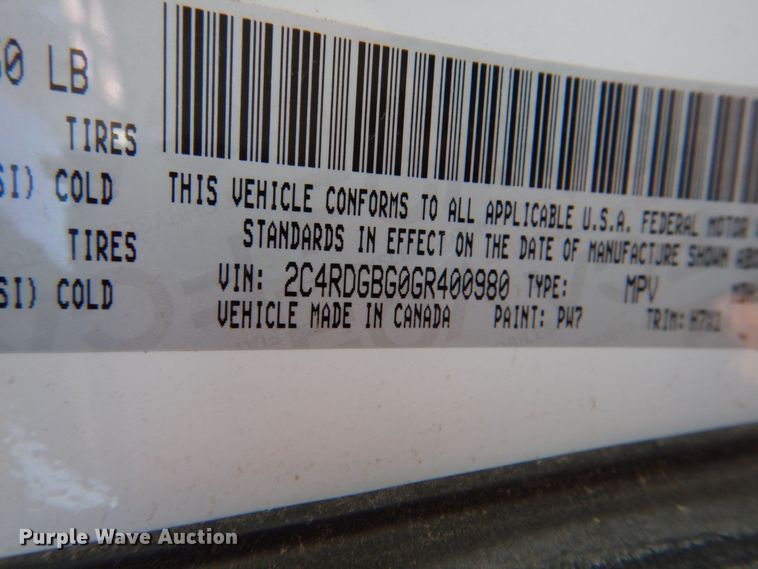 0 LB
TIRES
SI) COLD
TIRES
SI) COLD
THIS VEHICLE CONFORMS TO ALL APPLICABLE U.S.A. FEDERAL MOTOR
STANDARDS IN EFFECT ON THE DATE OF MANUFACTURE SHOWN ABO
VIN: 2C4RDGBG0GR400980 TYPE: MPV
VEHICLE MADE IN CANADA PAINT: PW7 TRIM:
Purple Wave Auction